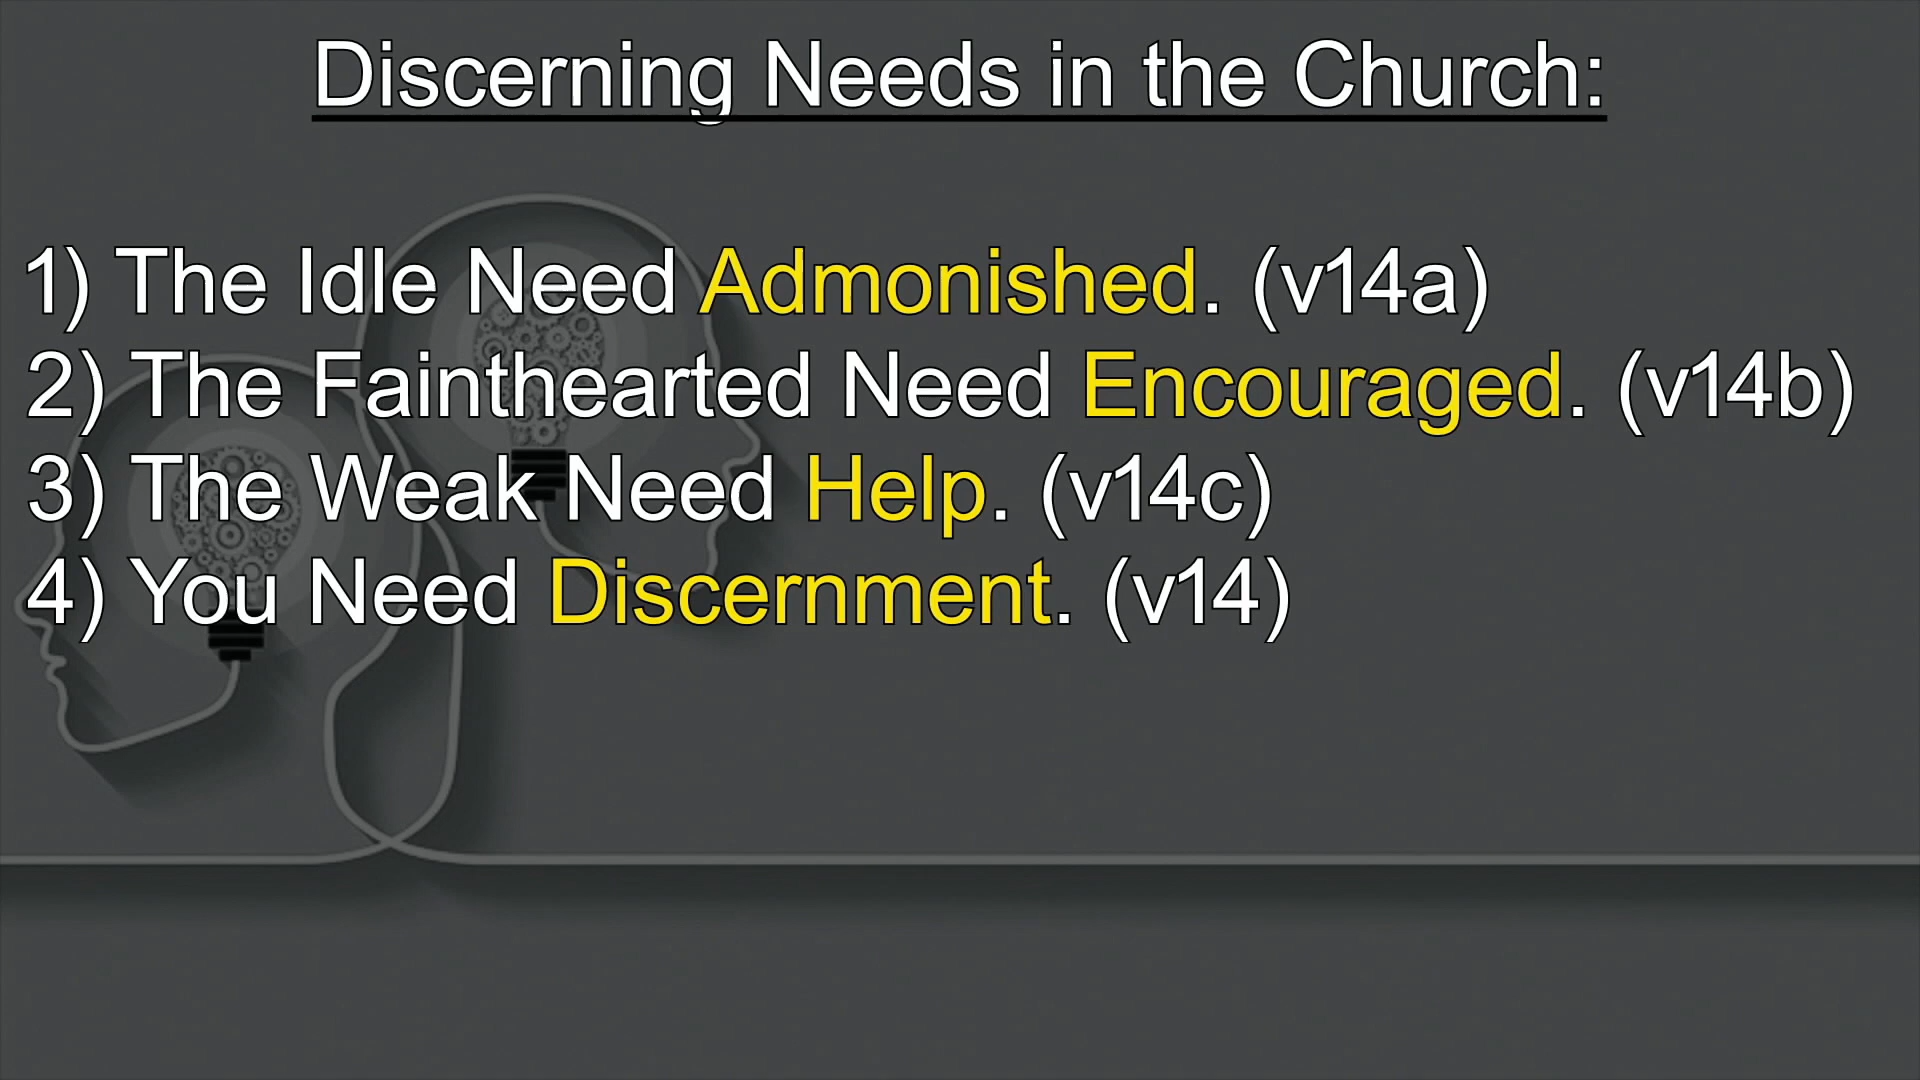 Discerning Needs in the Church:
1) The Idle Need Admonished. (v14a)
2) The Fainthearted Need Encouraged. (v14b)
3) The Weak Need Help. (v14c)
4) You Need Discernment. (v14)